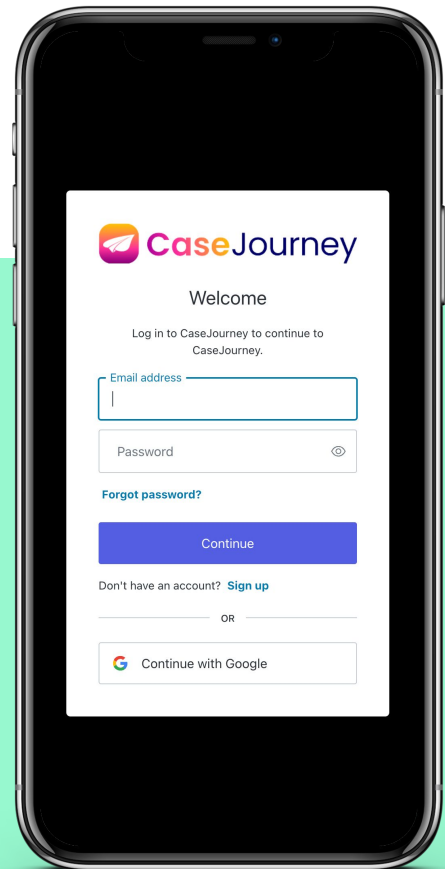 CaseJourney
Welcome
Log in to CaseJourney to continue to
CaseJourney.
Email address
Password
Forgot password?
Continue
Don't have an account? Sign up
OR
Continue with Google